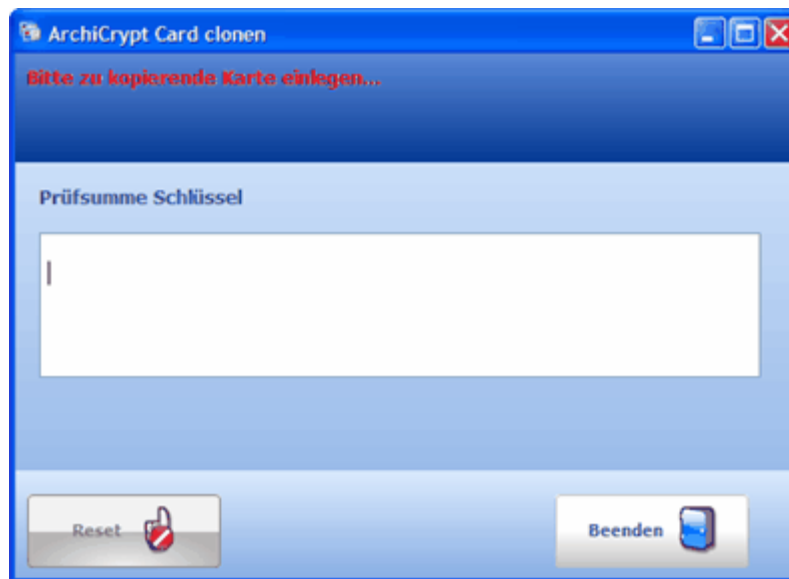 ArchiCrypt Card clonen
Bitte zu kopierende Karte einlegen...
Prüfsumme Schlüssel
Reset
Beenden